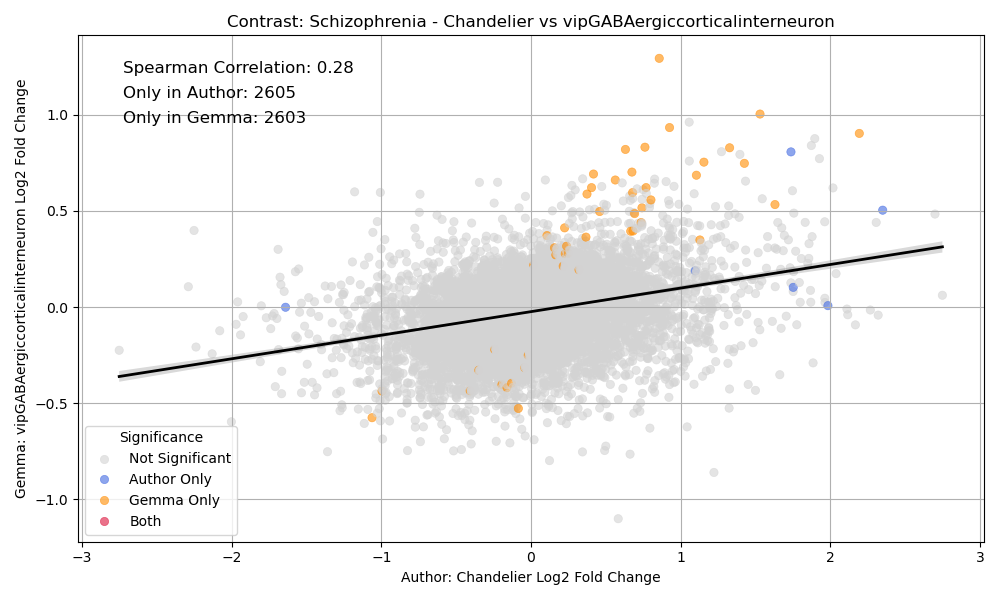 Contrast: Schizophrenia - Chandelier vs vipGABAergiccorticalinterneuron
Spearman Correlation: 0.28
Only in Author: 2605
Only in Gemma: 2603
Gemma: vipGABAergiccorticalinterneuron Log2 Fold Change
1.0
0.5
0.0
−0.5
−1.0
Significance
Not Significant
Author Only
Gemma Only
Both
−3
−2
−1
0
1
2
3
Author: Chandelier Log2 Fold Change